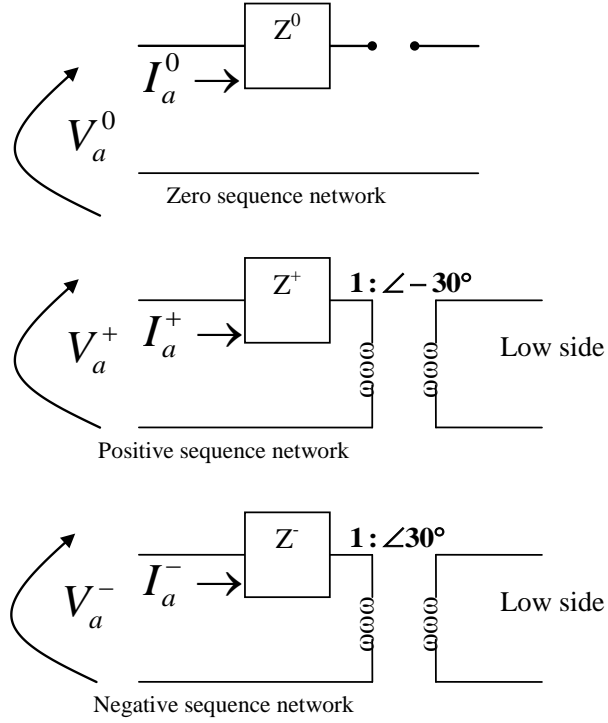 Z⁰
I_a^0 →
V_a^0
Zero sequence network
Z⁺
1:∠−30°
I_a^+ →
V_a^+
Low side
Positive sequence network
Z⁻
1:∠30°
I_a^- →
V_a^-
Low side
Negative sequence network